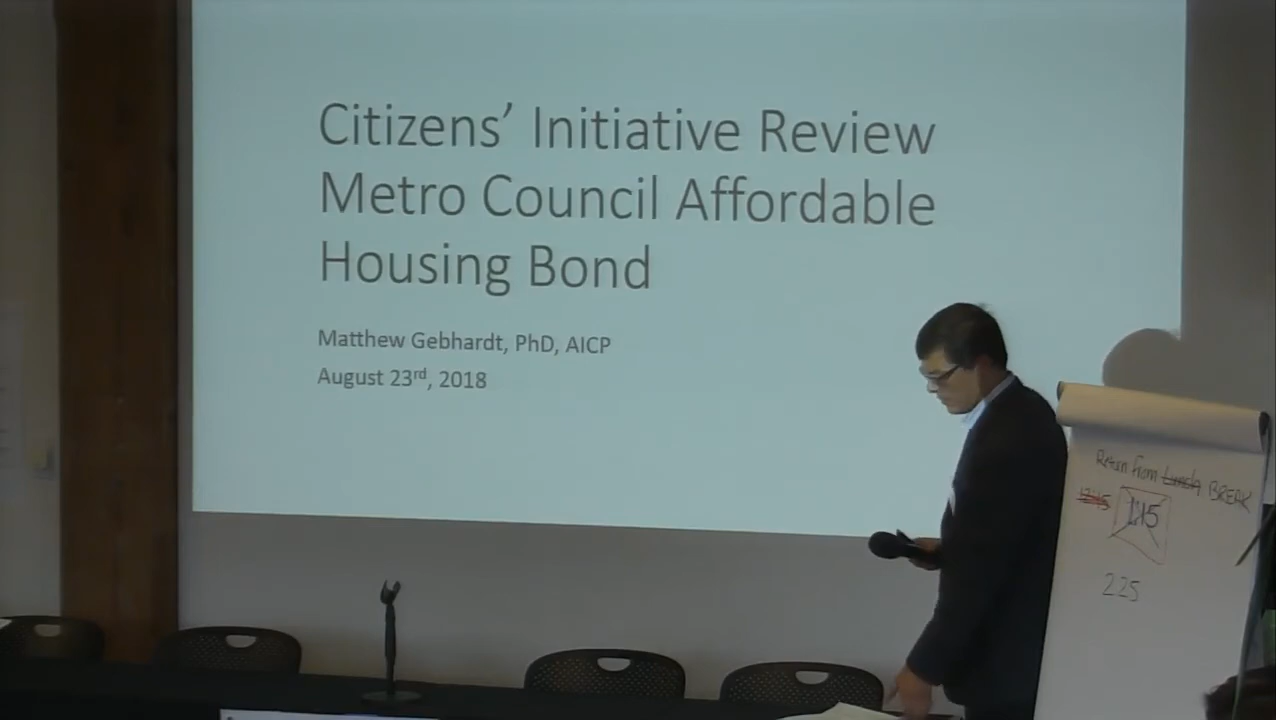 Citizens' Initiative Review
Metro Council Affordable
Housing Bond
Matthew Gebhardt, PhD, AICP
August 23rd, 2018
Return from Lunch BREAK
12:45 1:15
2:25